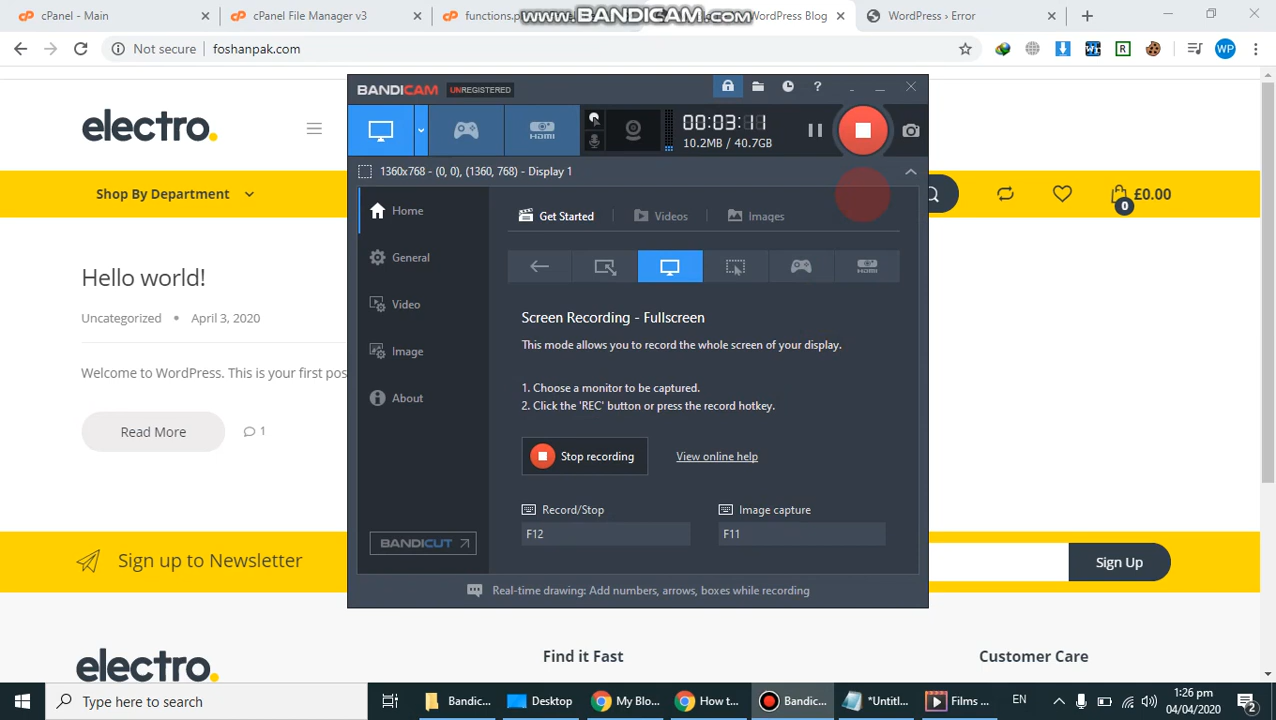 cPanel - Main
cPanel File Manager v3
functions.p
www.BANDICAM.com
WordPress Blog
WordPress › Error
Not secure
foshanpak.com
WP
electro.
Shop By Department
£0.00
0
Hello world!
Uncategorized • April 3, 2020
Welcome to WordPress. This is your first pos
Read More
1
BANDICAM
UNREGISTERED
HDMI
00:03:11
10.2MB / 40.7GB
1360x768 - (0, 0), (1360, 768) - Display 1
Home
General
Video
Image
About
BANDICUT
Get Started
Videos
Images
HDMI
Screen Recording - Fullscreen
This mode allows you to record the whole screen of your display.
1. Choose a monitor to be captured.
2. Click the 'REC' button or press the record hotkey.
Stop recording
View online help
Record/Stop
Image capture
F12
F11
Real-time drawing: Add numbers, arrows, boxes while recording
Sign up to Newsletter
Sign Up
electro.
Find it Fast
Customer Care
Type here to search
Bandic...
Desktop
My Blo...
How t...
Bandic...
*Untitl...
Films ...
EN
1:26 pm
04/04/2020
2